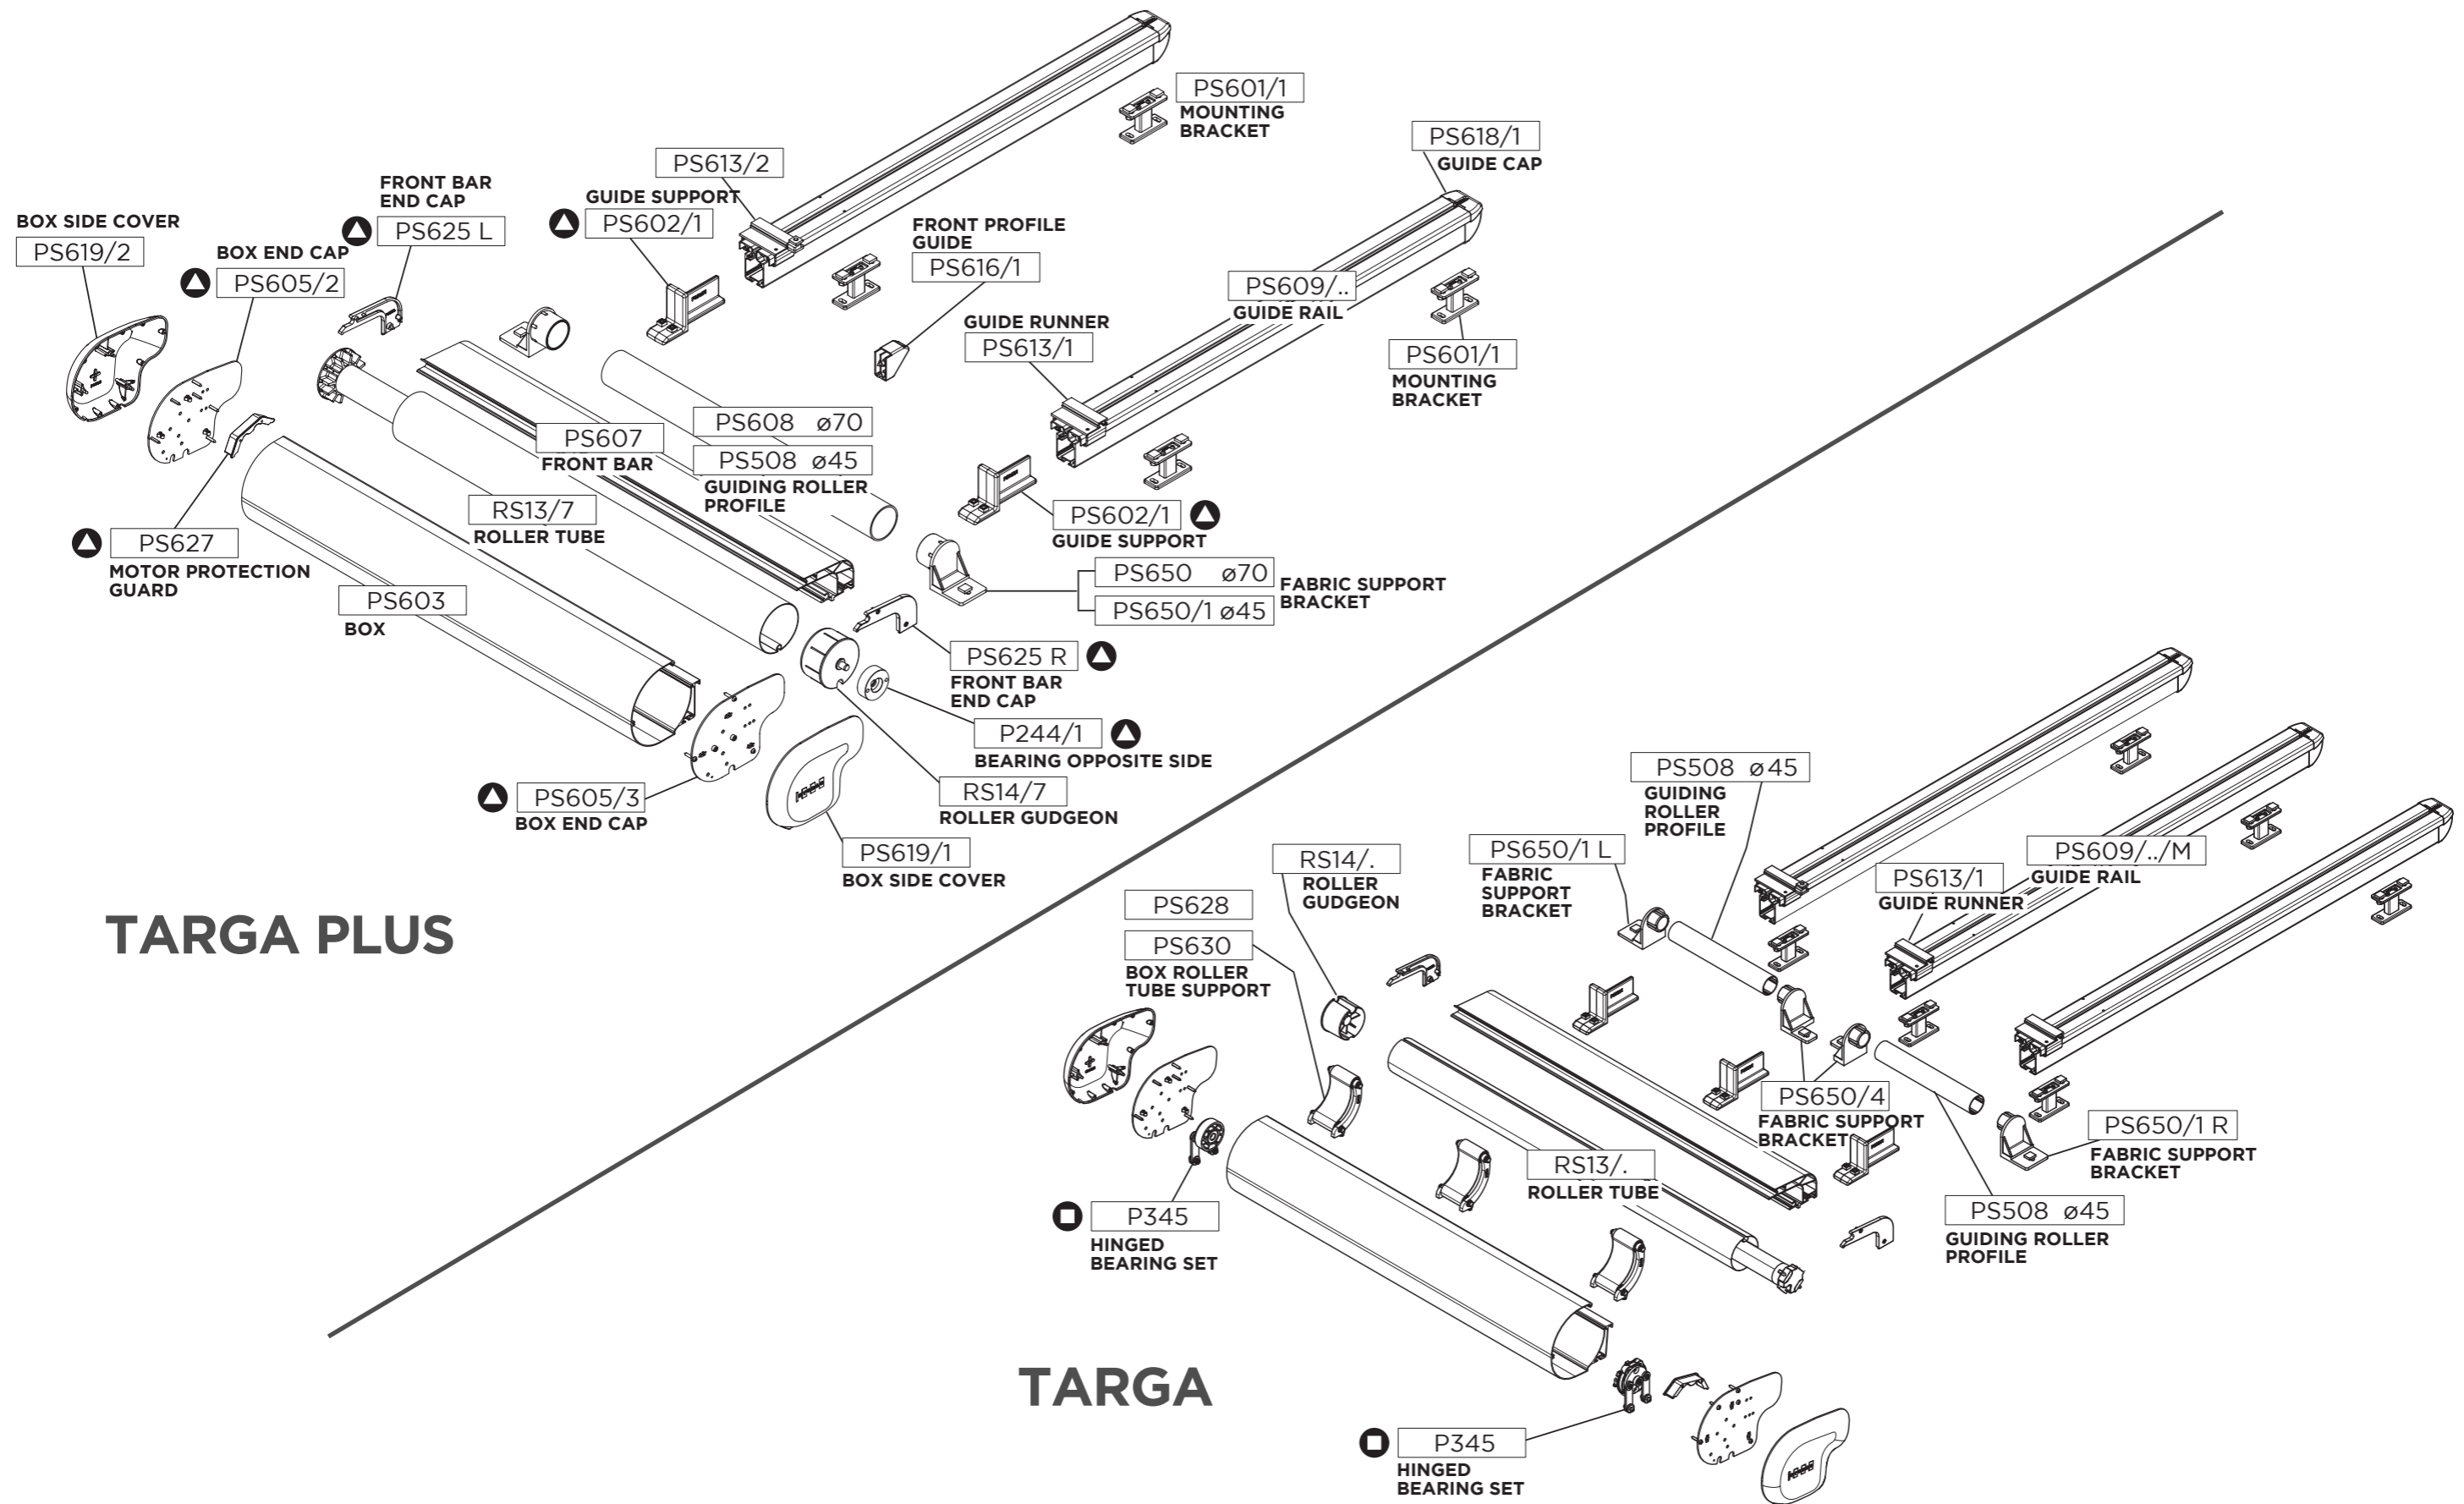 PS601/1
MOUNTING
BRACKET
PS618/1
GUIDE CAP
PS613/2
GUIDE SUPPORT
PS602/1
FRONT BAR
END CAP
PS625 L
BOX SIDE COVER
PS619/2
BOX END CAP
PS605/2
FRONT PROFILE
GUIDE
PS616/1
PS609/..
GUIDE RAIL
GUIDE RUNNER
PS613/1
PS601/1
MOUNTING
BRACKET
PS608 ø70
PS508 ø45
GUIDING ROLLER
PROFILE
PS607
FRONT BAR
RS13/7
ROLLER TUBE
PS602/1
GUIDE SUPPORT
PS627
MOTOR PROTECTION
GUARD
PS603
BOX
PS650 ø70
PS650/1 ø45
FABRIC SUPPORT
BRACKET
PS625 R
FRONT BAR
END CAP
P244/1
BEARING OPPOSITE SIDE
RS14/7
ROLLER GUDGEON
PS605/3
BOX END CAP
PS619/1
BOX SIDE COVER
TARGA PLUS
PS508 ø45
GUIDING
ROLLER
PROFILE
PS650/1 L
FABRIC
SUPPORT
BRACKET
RS14/.
ROLLER
GUDGEON
PS609/../M
GUIDE RAIL
PS613/1
GUIDE RUNNER
PS628
PS630
BOX ROLLER
TUBE SUPPORT
PS650/4
FABRIC SUPPORT
BRACKET
PS650/1 R
FABRIC SUPPORT
BRACKET
RS13/.
ROLLER TUBE
PS508 ø45
GUIDING ROLLER
PROFILE
P345
HINGED
BEARING SET
TARGA
P345
HINGED
BEARING SET